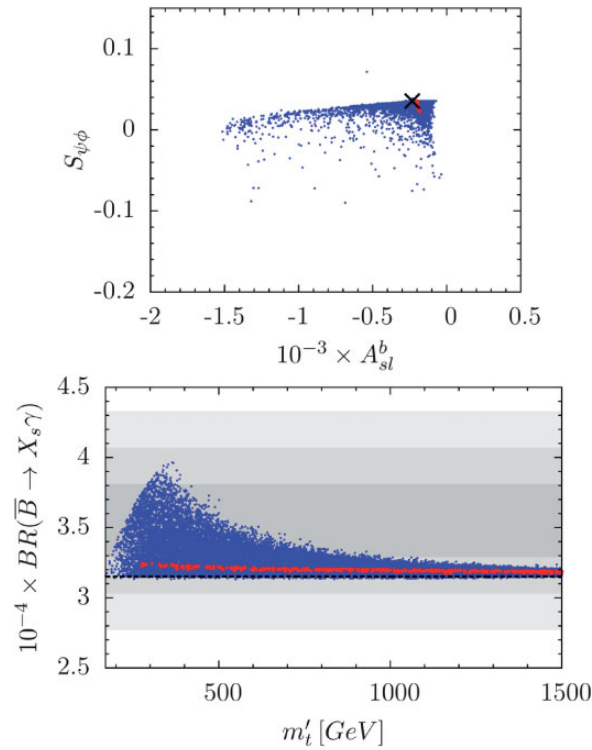 0.1
0
-0.1
-0.2
S_{ψϕ}
-2 -1.5 -1 -0.5 0 0.5
10^{-3} × A^b_{sl}
4.5
4
3.5
3
2.5
10^{-4} × BR(\overline{B} → X_sγ)
500 1000 1500
m'_t [GeV]